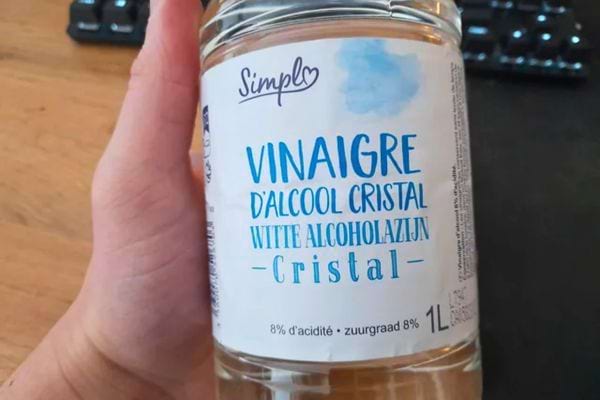 Simpl
VINAIGRE
D'ALCOOL CRISTAL
WITTE ALCOHOLAZIJN
-Cristal-
8% d'acidité • zuurgraad 8%
1L